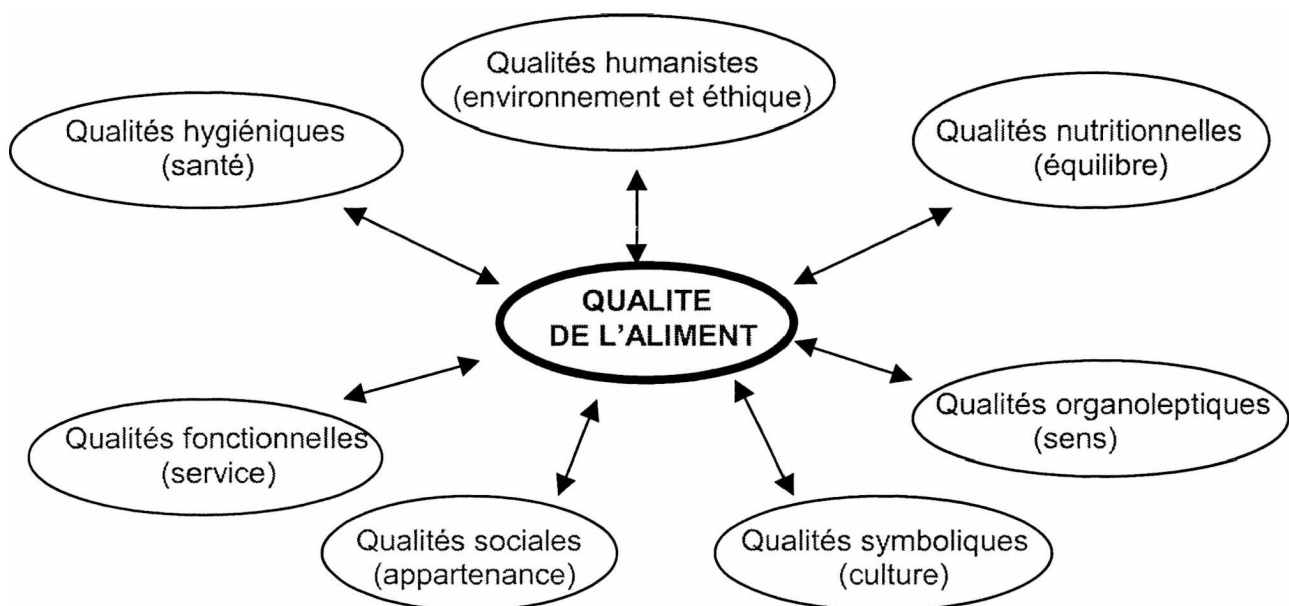 Qualités humanistes
(environnement et éthique)
Qualités hygiéniques
(santé)
Qualités nutritionnelles
(équilibre)
QUALITE
DE L'ALIMENT
Qualités organoleptiques
(sens)
Qualités fonctionnelles
(service)
Qualités sociales
(appartenance)
Qualités symboliques
(culture)